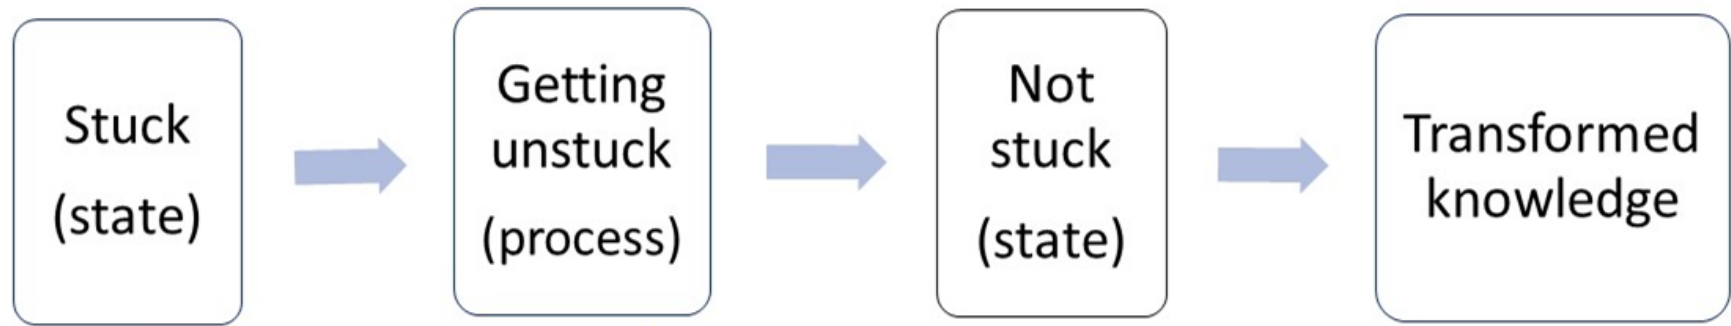 Stuck
(state)
Getting
unstuck
(process)
Not
stuck
(state)
Transformed
knowledge